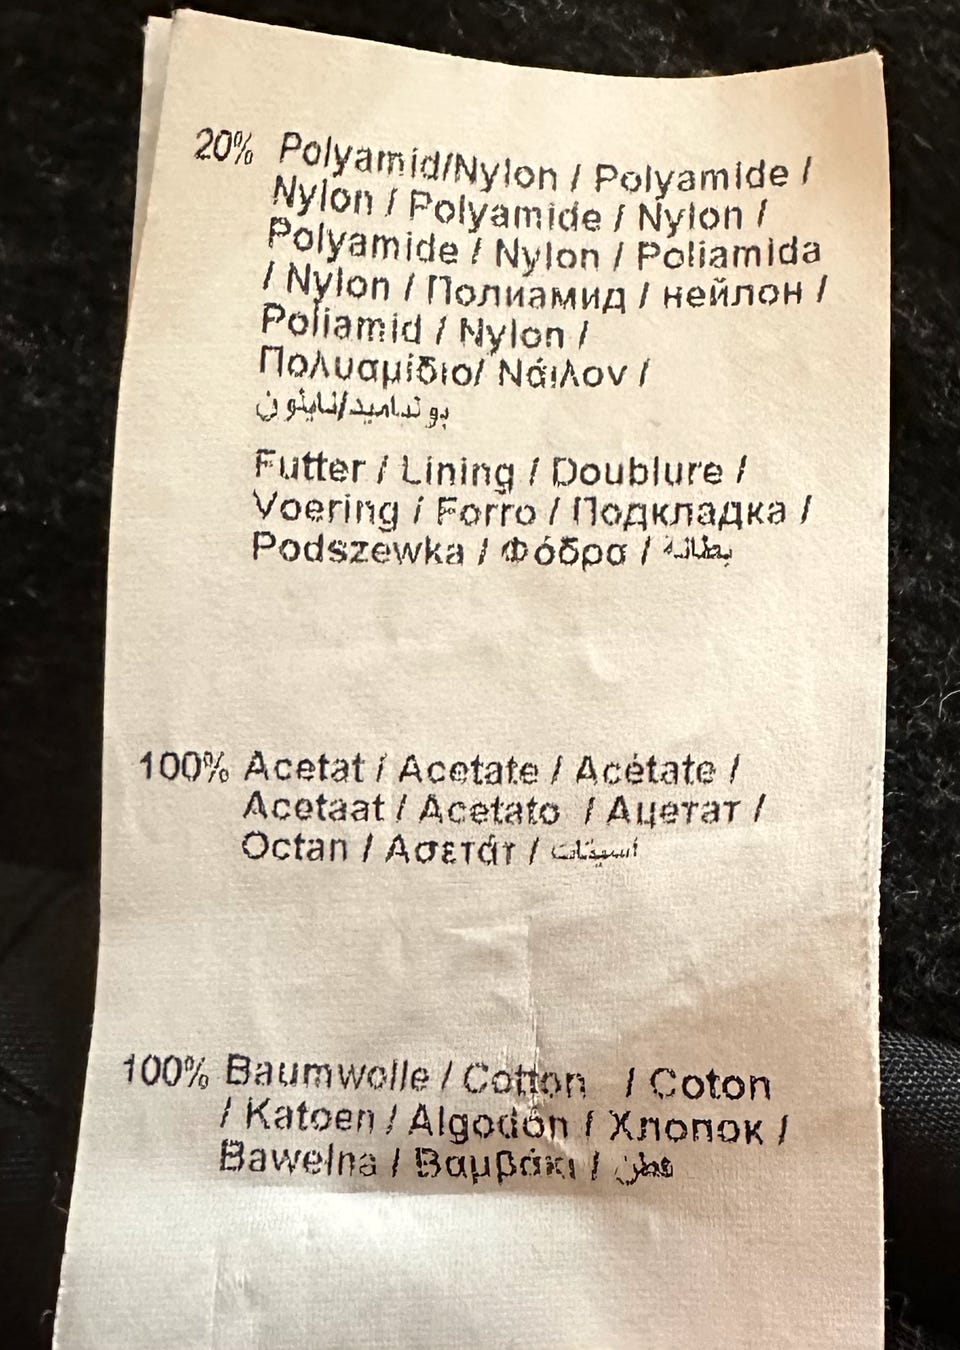 20% Polyamid/Nylon / Polyamide /
Nylon / Polyamide / Nylon /
Polyamide / Nylon / Poliamida
/ Nylon / Полиамид / нейлон /
Poliamid / Nylon /
Πολυαμίδιο/ Νάιλον /
بولياميد/نايلون
Futter / Lining / Doublure /
Voering / Forro / Подкладка /
Podszewka / Φόδρα / بطانة
100% Acetat / Acetate / Acétate /
Acetaat / Acetato / Ацетат /
Octan / Ασετάτ / أسيتات
100% Baumwolle / Cotton / Coton
/ Katoen / Algodón / Хлопок /
Bawełna / Βαμβάκι / قطن